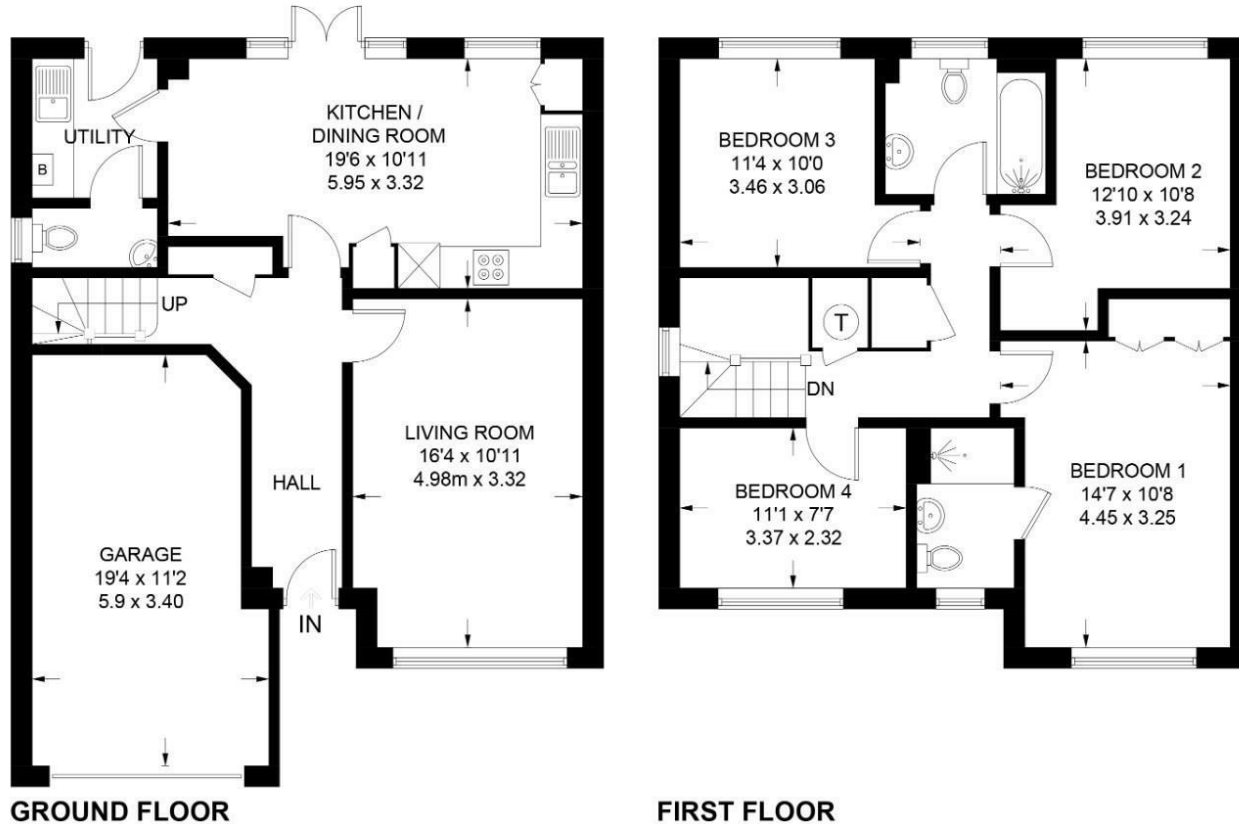 KITCHEN /
DINING ROOM
19'6 x 10'11
5.95 x 3.32
UTILITY
B
UP
LIVING ROOM
16'4 x 10'11
4.98m x 3.32
HALL
GARAGE
19'4 x 11'2
5.9 x 3.40
IN
GROUND FLOOR
BEDROOM 3
11'4 x 10'0
3.46 x 3.06
BEDROOM 2
12'10 x 10'8
3.91 x 3.24
T
DN
BEDROOM 4
11'1 x 7'7
3.37 x 2.32
BEDROOM 1
14'7 x 10'8
4.45 x 3.25
FIRST FLOOR